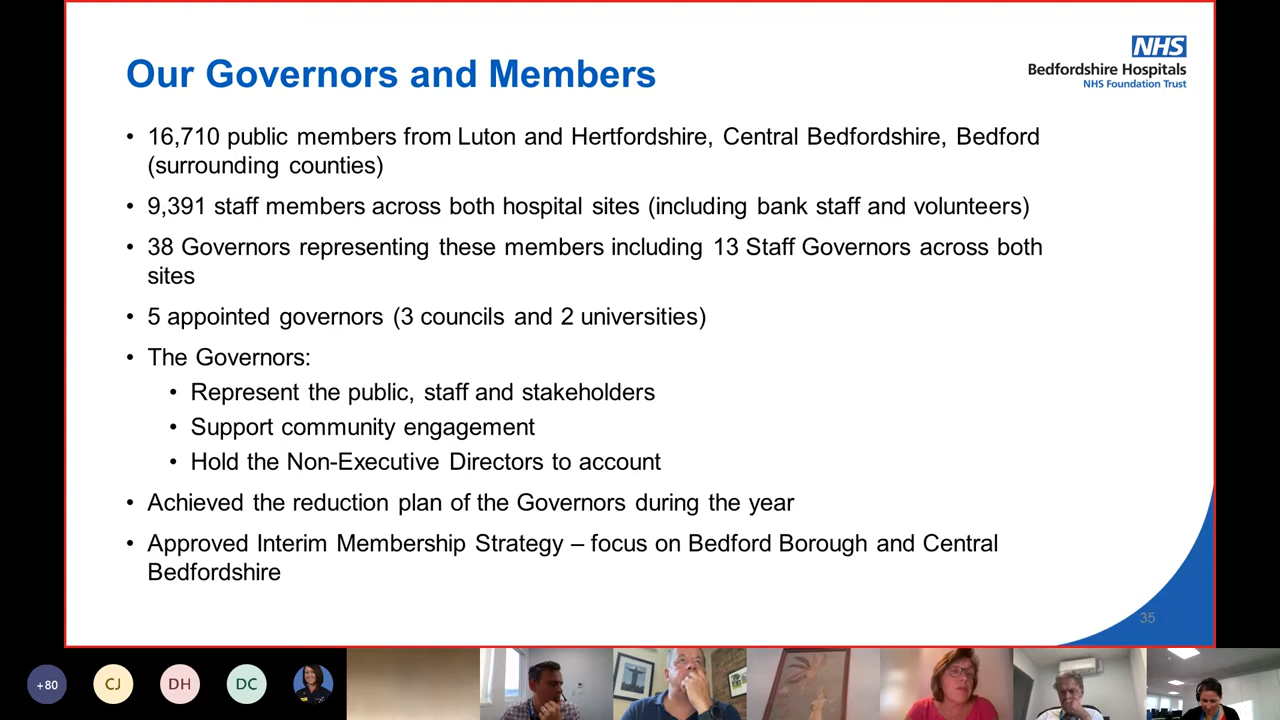 Our Governors and Members
NHS
Bedfordshire Hospitals
NHS Foundation Trust
• 16,710 public members from Luton and Hertfordshire, Central Bedfordshire, Bedford
(surrounding counties)
• 9,391 staff members across both hospital sites (including bank staff and volunteers)
• 38 Governors representing these members including 13 Staff Governors across both
sites
• 5 appointed governors (3 councils and 2 universities)
• The Governors:
• Represent the public, staff and stakeholders
• Support community engagement
• Hold the Non-Executive Directors to account
• Achieved the reduction plan of the Governors during the year
• Approved Interim Membership Strategy – focus on Bedford Borough and Central
Bedfordshire
35
+80
CJ
DH
DC